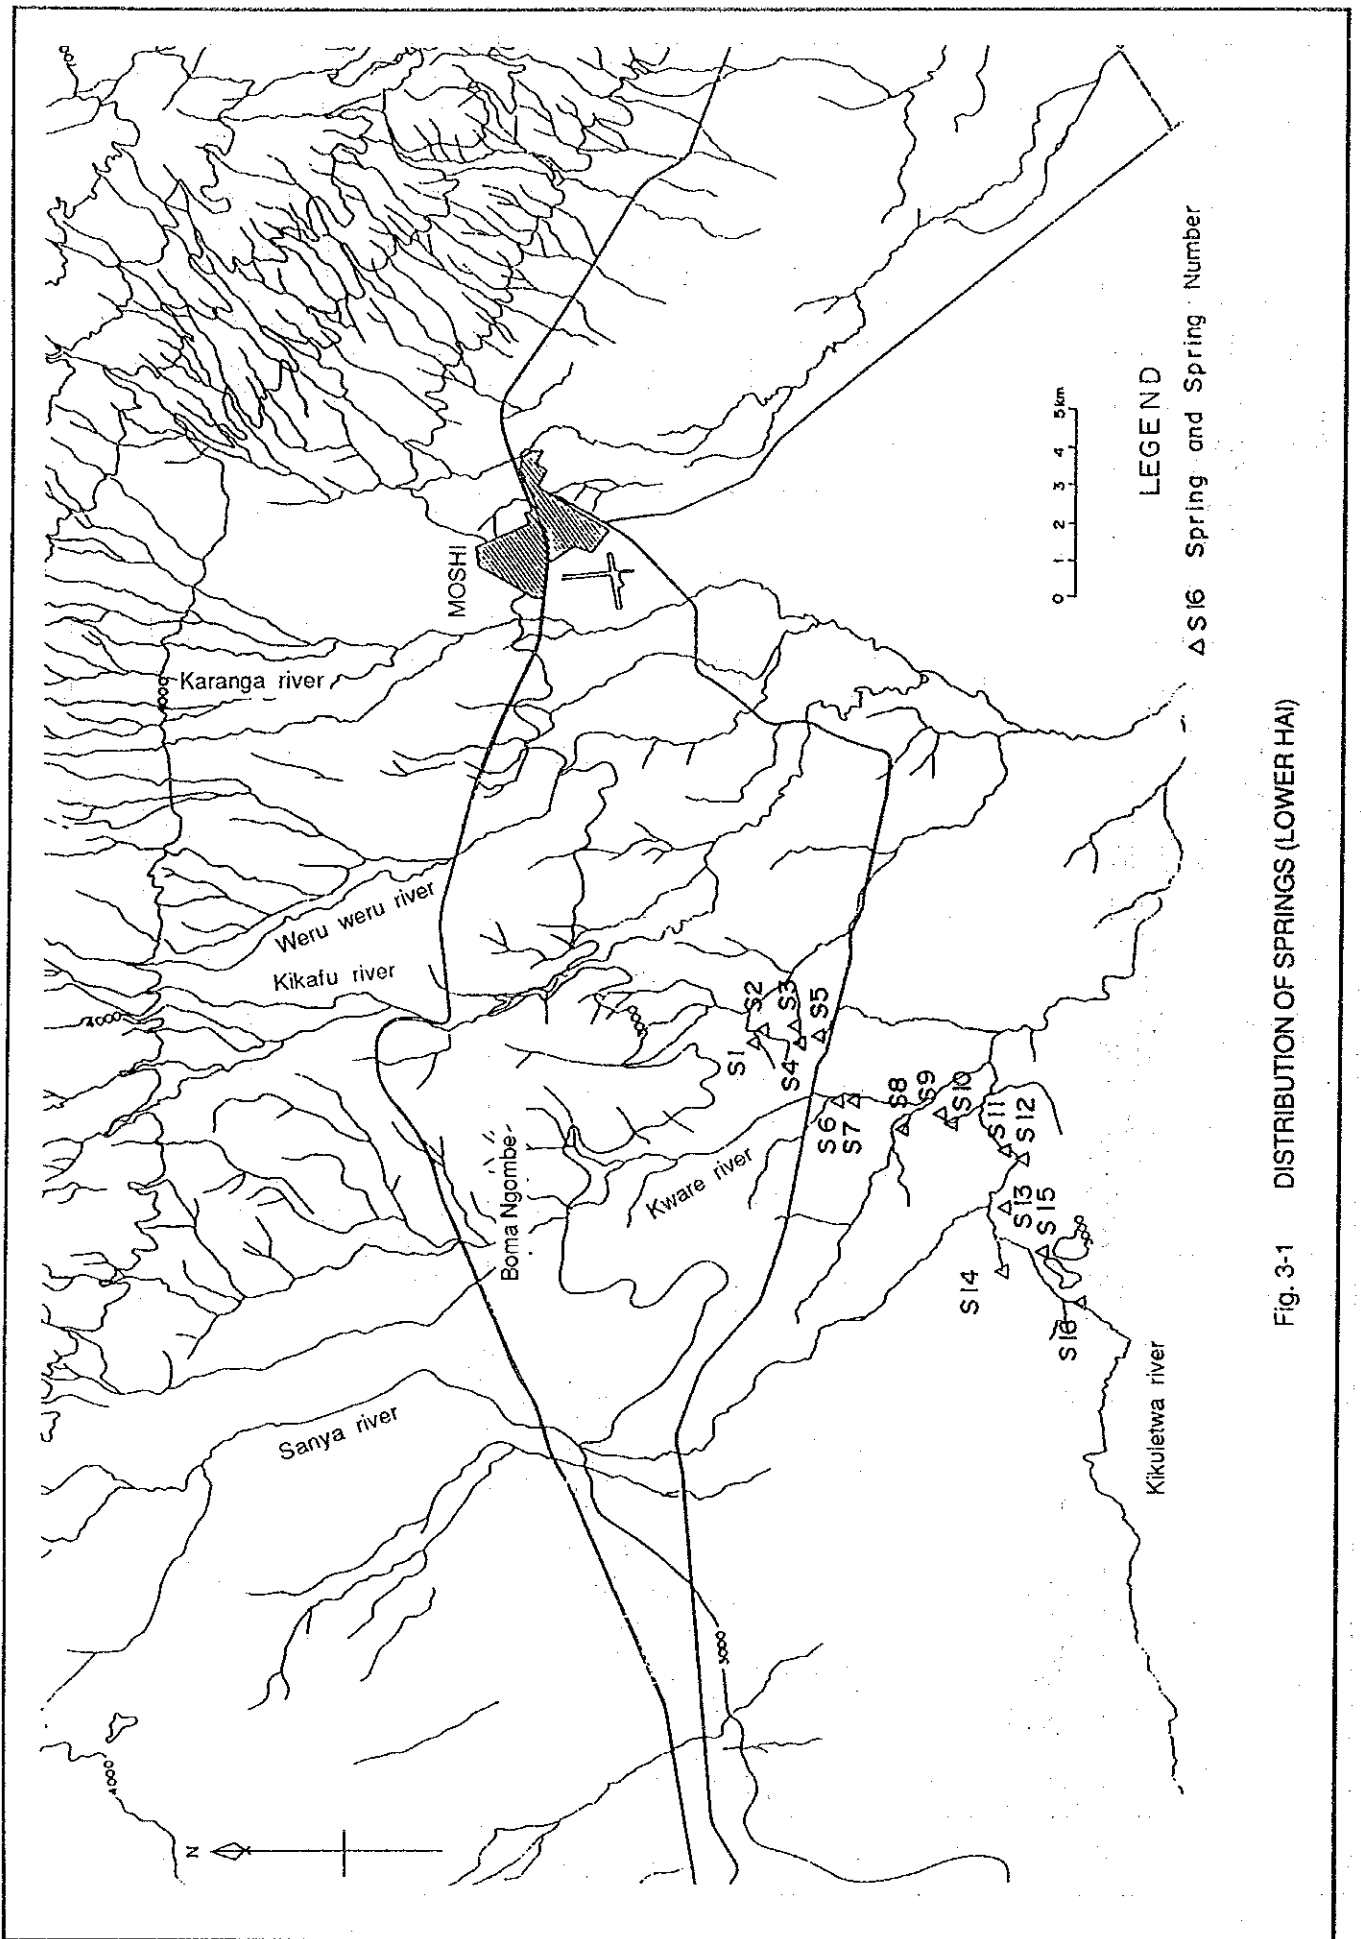 N
4000
Sanya river
Boma Ngombe
4000
Kikafu river
Weru weru river
Karanga river
MOSHI
3000
Kware river
S1
S2
S3
S4
S5
S6
S7
S8
S9
S10
S11
S12
S13
S14
S15
S16
Kikuletwa river
0 1 2 3 4 5km
LEGEND
△ S16 Spring and Spring Number
Fig. 3-1 DISTRIBUTION OF SPRINGS (LOWER HAI)